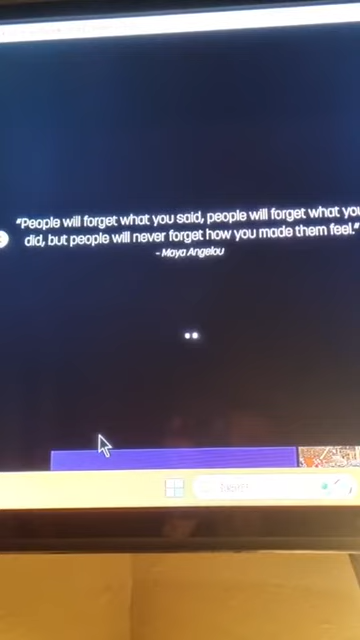 “People will forget what you said, people will forget what you
did, but people will never forget how you made them feel.”
- Maya Angelou